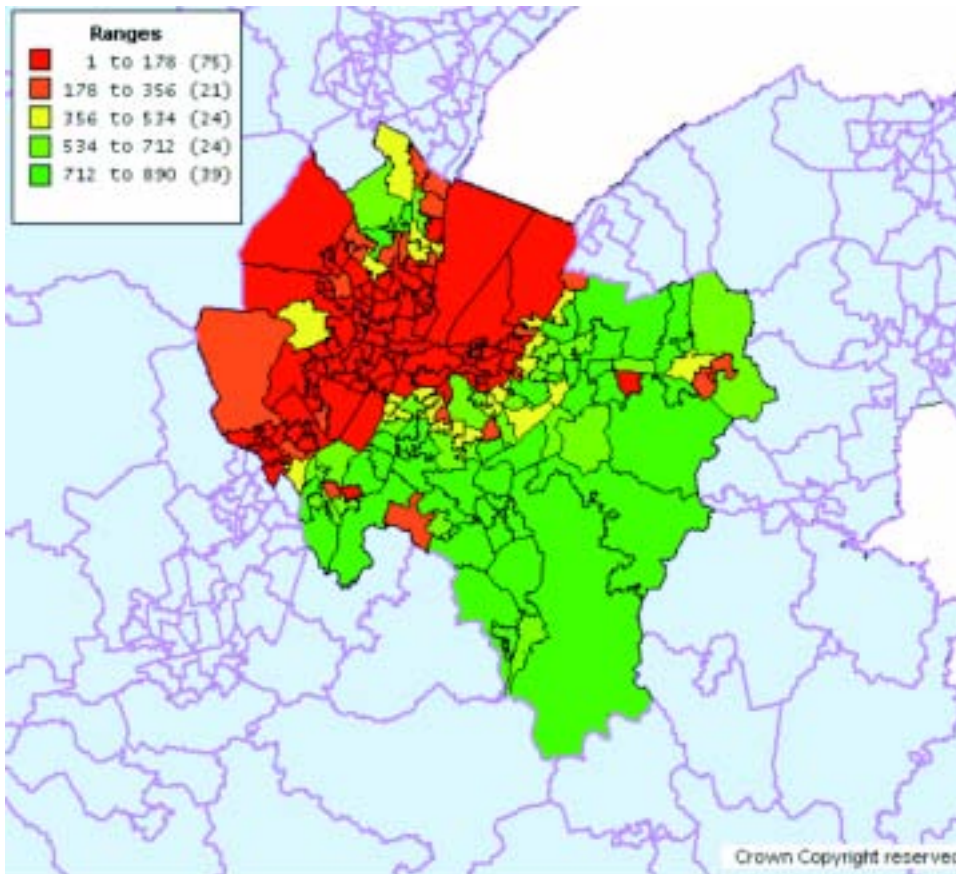 Ranges
1 to 178 (75)
178 to 356 (21)
356 to 534 (24)
534 to 712 (24)
712 to 890 (39)
Crown Copyright reserved